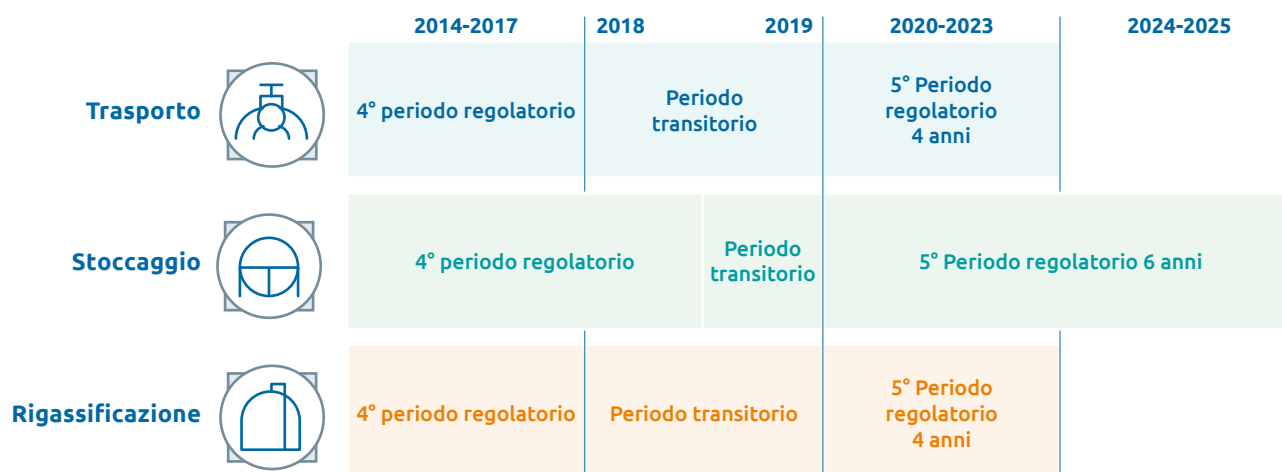 2014-2017 2018 2019 2020-2023 2024-2025
Trasporto
4° periodo regolatorio
Periodo
transitorio
5° Periodo
regolatorio
4 anni
Stoccaggio
4° periodo regolatorio
Periodo
transitorio
5° Periodo regolatorio 6 anni
Rigassificazione
4° periodo regolatorio
Periodo transitorio
5° Periodo
regolatorio
4 anni